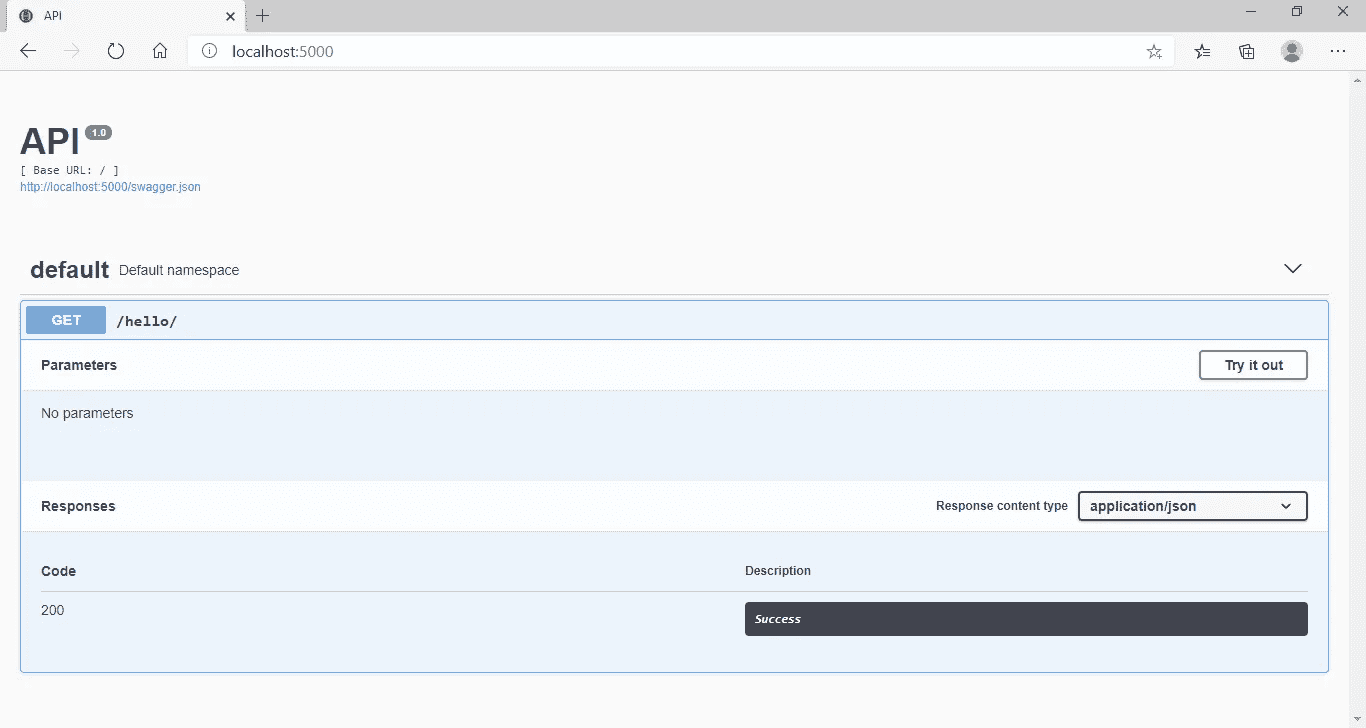 API
localhost:5000
API 1.0
[ Base URL: / ]
http://localhost:5000/swagger.json
default Default namespace
GET /hello/
Parameters Try it out
No parameters
Responses Response content type application/json
Code Description
200 Success